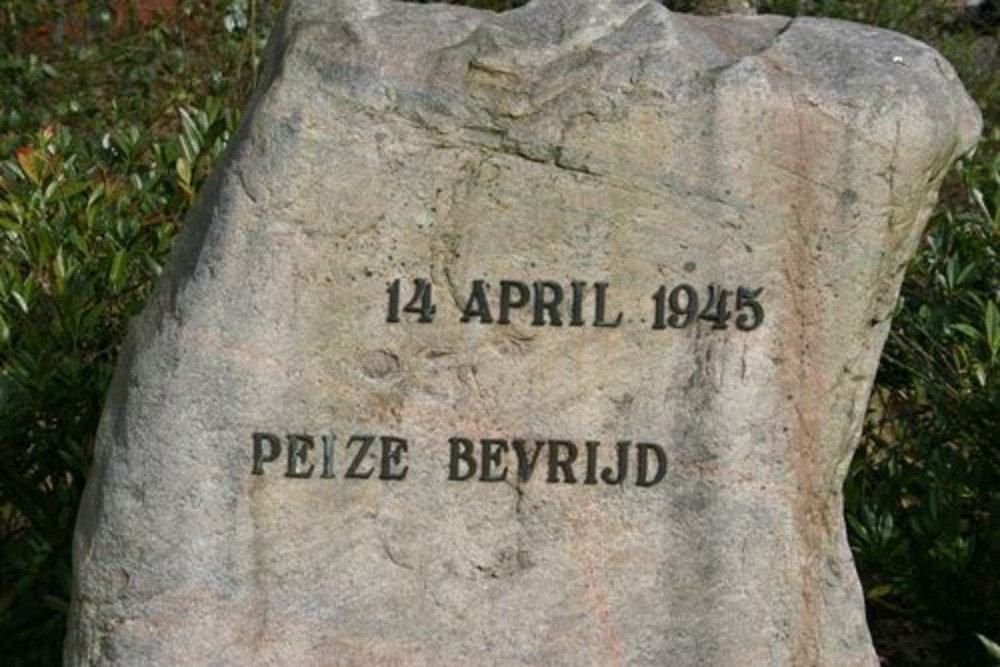 14 APRIL 1945
PEIZE BEVRIJD